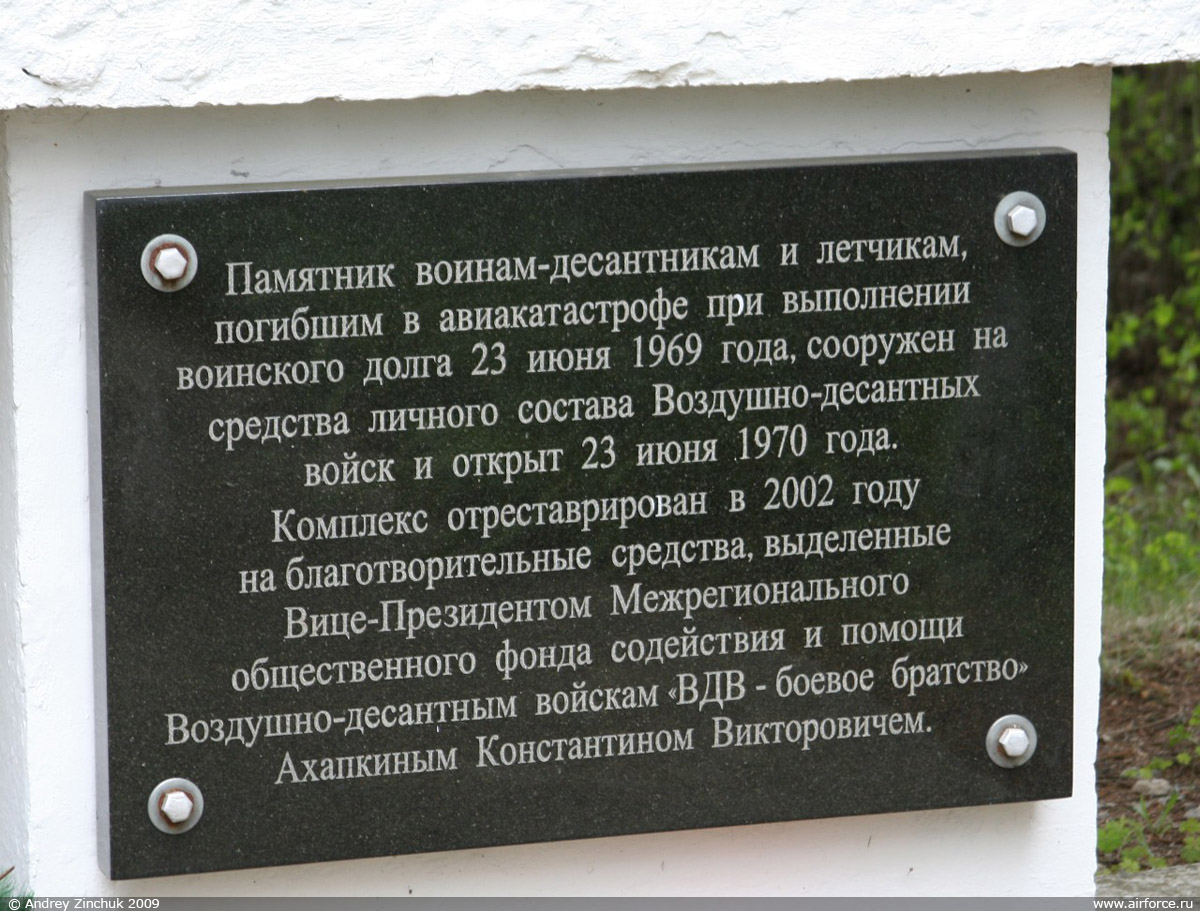 Памятник воинам-десантникам и летчикам,
погибшим в авиакатастрофе при выполнении
воинского долга 23 июня 1969 года, сооружен на
средства личного состава Воздушно-десантных
войск и открыт 23 июня 1970 года.
Комплекс отреставрирован в 2002 году
на благотворительные средства, выделенные
Вице-Президентом Межрегионального
общественного фонда содействия и помощи
Воздушно-десантным войскам «ВДВ - боевое братство»
Ахапкиным Константином Викторовичем.
© Andrey Zinchuk 2009
www.airforce.ru